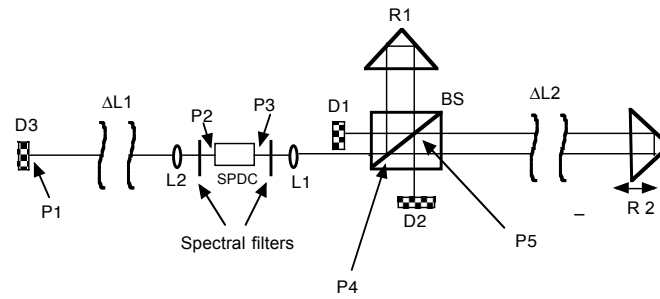 R1
ΔL1
P2
P3
D1
BS
ΔL2
D3
P1
L2
SPDC
L1
D2
R 2
Spectral filters
P4
P5